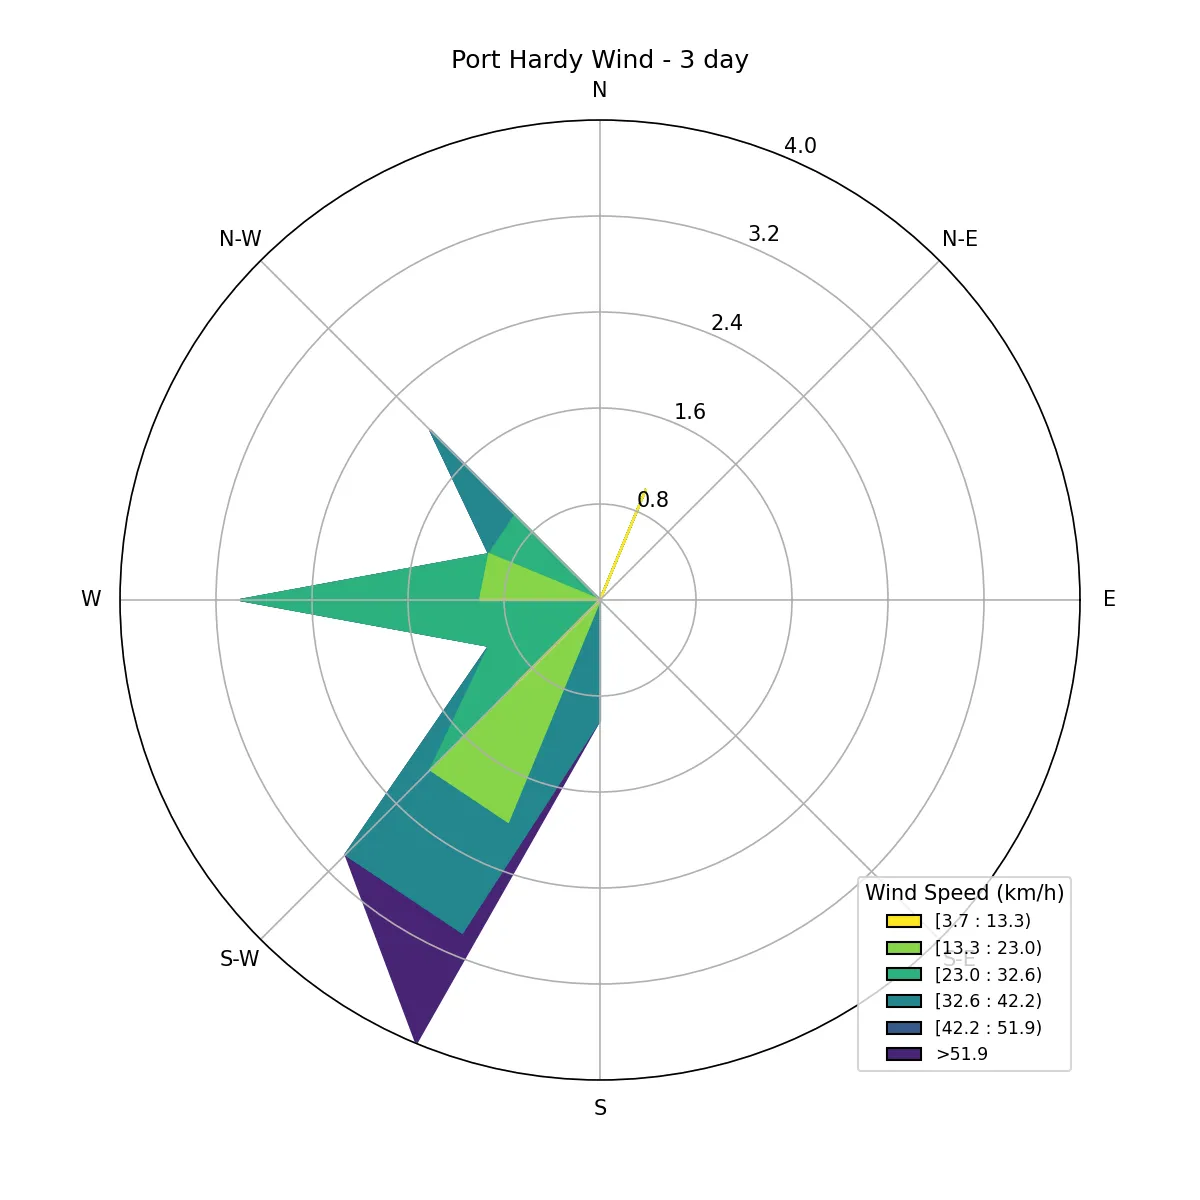 Port Hardy Wind - 3 day
N
4.0
N-W
N-E
3.2
2.4
1.6
0.8
W
E
S-W
S-E
S
Wind Speed (km/h)
[3.7 : 13.3)
[13.3 : 23.0)
[23.0 : 32.6)
[32.6 : 42.2)
[42.2 : 51.9)
>51.9